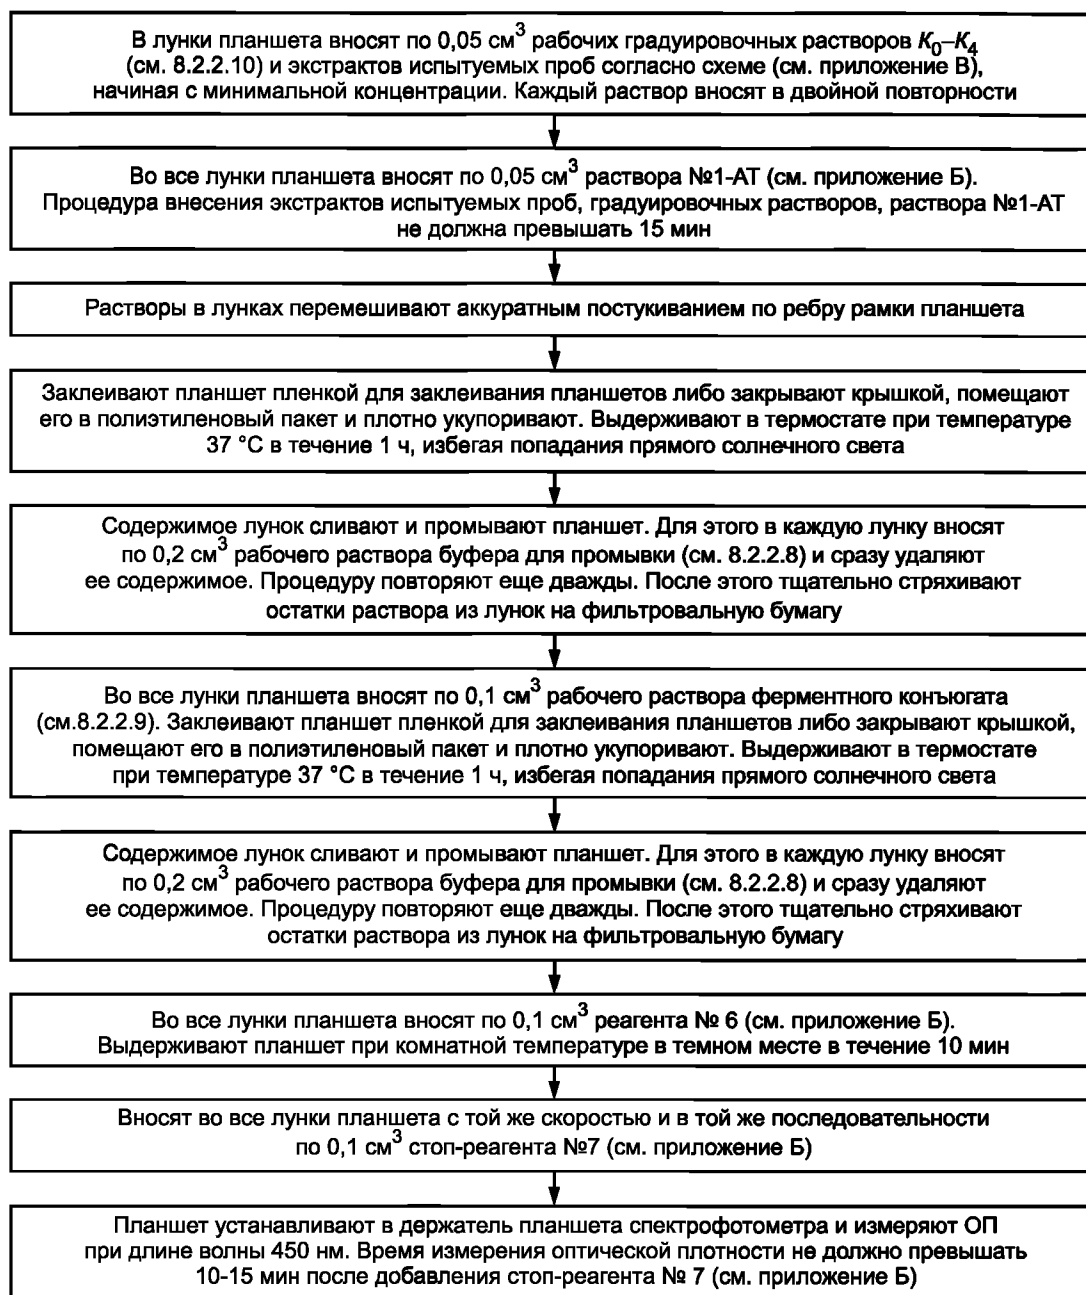 В лунки планшета вносят по 0,05 см³ рабочих градуировочных растворов K₀–K₄
(см. 8.2.2.10) и экстрактов испытуемых проб согласно схеме (см. приложение В),
начиная с минимальной концентрации. Каждый раствор вносят в двойной повторности
Во все лунки планшета вносят по 0,05 см³ раствора №1-АТ (см. приложение Б).
Процедура внесения экстрактов испытуемых проб, градуировочных растворов, раствора №1-АТ
не должна превышать 15 мин
Растворы в лунках перемешивают аккуратным постукиванием по ребру рамки планшета
Заклеивают планшет пленкой для заклеивания планшетов либо закрывают крышкой, помещают
его в полиэтиленовый пакет и плотно укупоривают. Выдерживают в термостате при температуре
37 °С в течение 1 ч, избегая попадания прямого солнечного света
Содержимое лунок сливают и промывают планшет. Для этого в каждую лунку вносят
по 0,2 см³ рабочего раствора буфера для промывки (см. 8.2.2.8) и сразу удаляют
ее содержимое. Процедуру повторяют еще дважды. После этого тщательно стряхивают
остатки раствора из лунок на фильтровальную бумагу
Во все лунки планшета вносят по 0,1 см³ рабочего раствора ферментного конъюгата
(см.8.2.2.9). Заклеивают планшет пленкой для заклеивания планшетов либо закрывают крышкой,
помещают его в полиэтиленовый пакет и плотно укупоривают. Выдерживают в термостате
при температуре 37 °С в течение 1 ч, избегая попадания прямого солнечного света
Содержимое лунок сливают и промывают планшет. Для этого в каждую лунку вносят
по 0,2 см³ рабочего раствора буфера для промывки (см. 8.2.2.8) и сразу удаляют
ее содержимое. Процедуру повторяют еще дважды. После этого тщательно стряхивают
остатки раствора из лунок на фильтровальную бумагу
Во все лунки планшета вносят по 0,1 см³ реагента № 6 (см. приложение Б).
Выдерживают планшет при комнатной температуре в темном месте в течение 10 мин
Вносят во все лунки планшета с той же скоростью и в той же последовательности
по 0,1 см³ стоп-реагента №7 (см. приложение Б)
Планшет устанавливают в держатель планшета спектрофотометра и измеряют ОП
при длине волны 450 нм. Время измерения оптической плотности не должно превышать
10-15 мин после добавления стоп-реагента № 7 (см. приложение Б)